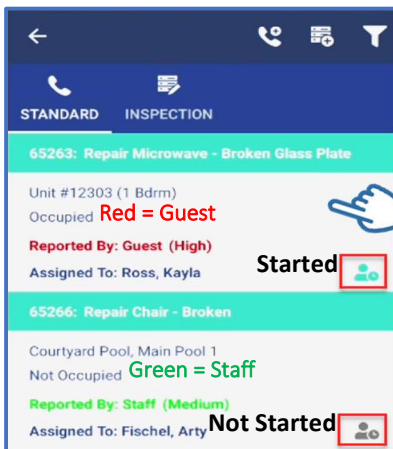 STANDARD INSPECTION
65263: Repair Microwave - Broken Glass Plate
Unit #12303 (1 Bdrm)
Occupied Red = Guest
Reported By: Guest (High)
Assigned To: Ross, Kayla Started
65266: Repair Chair - Broken
Courtyard Pool, Main Pool 1
Not Occupied Green = Staff
Reported By: Staff (Medium)
Assigned To: Fischel, Arty Not Started